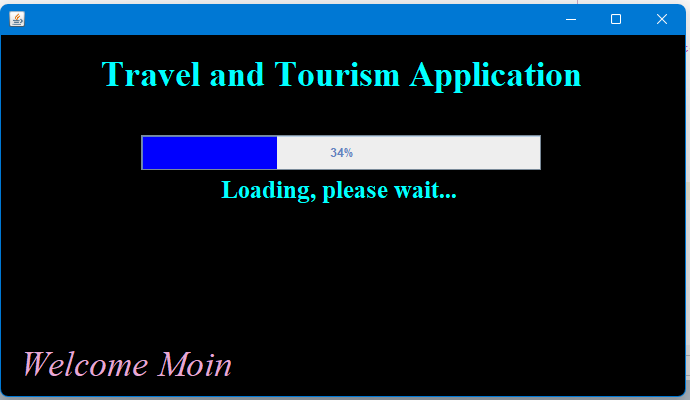 Travel and Tourism Application
34%
Loading, please wait...
Welcome Moin